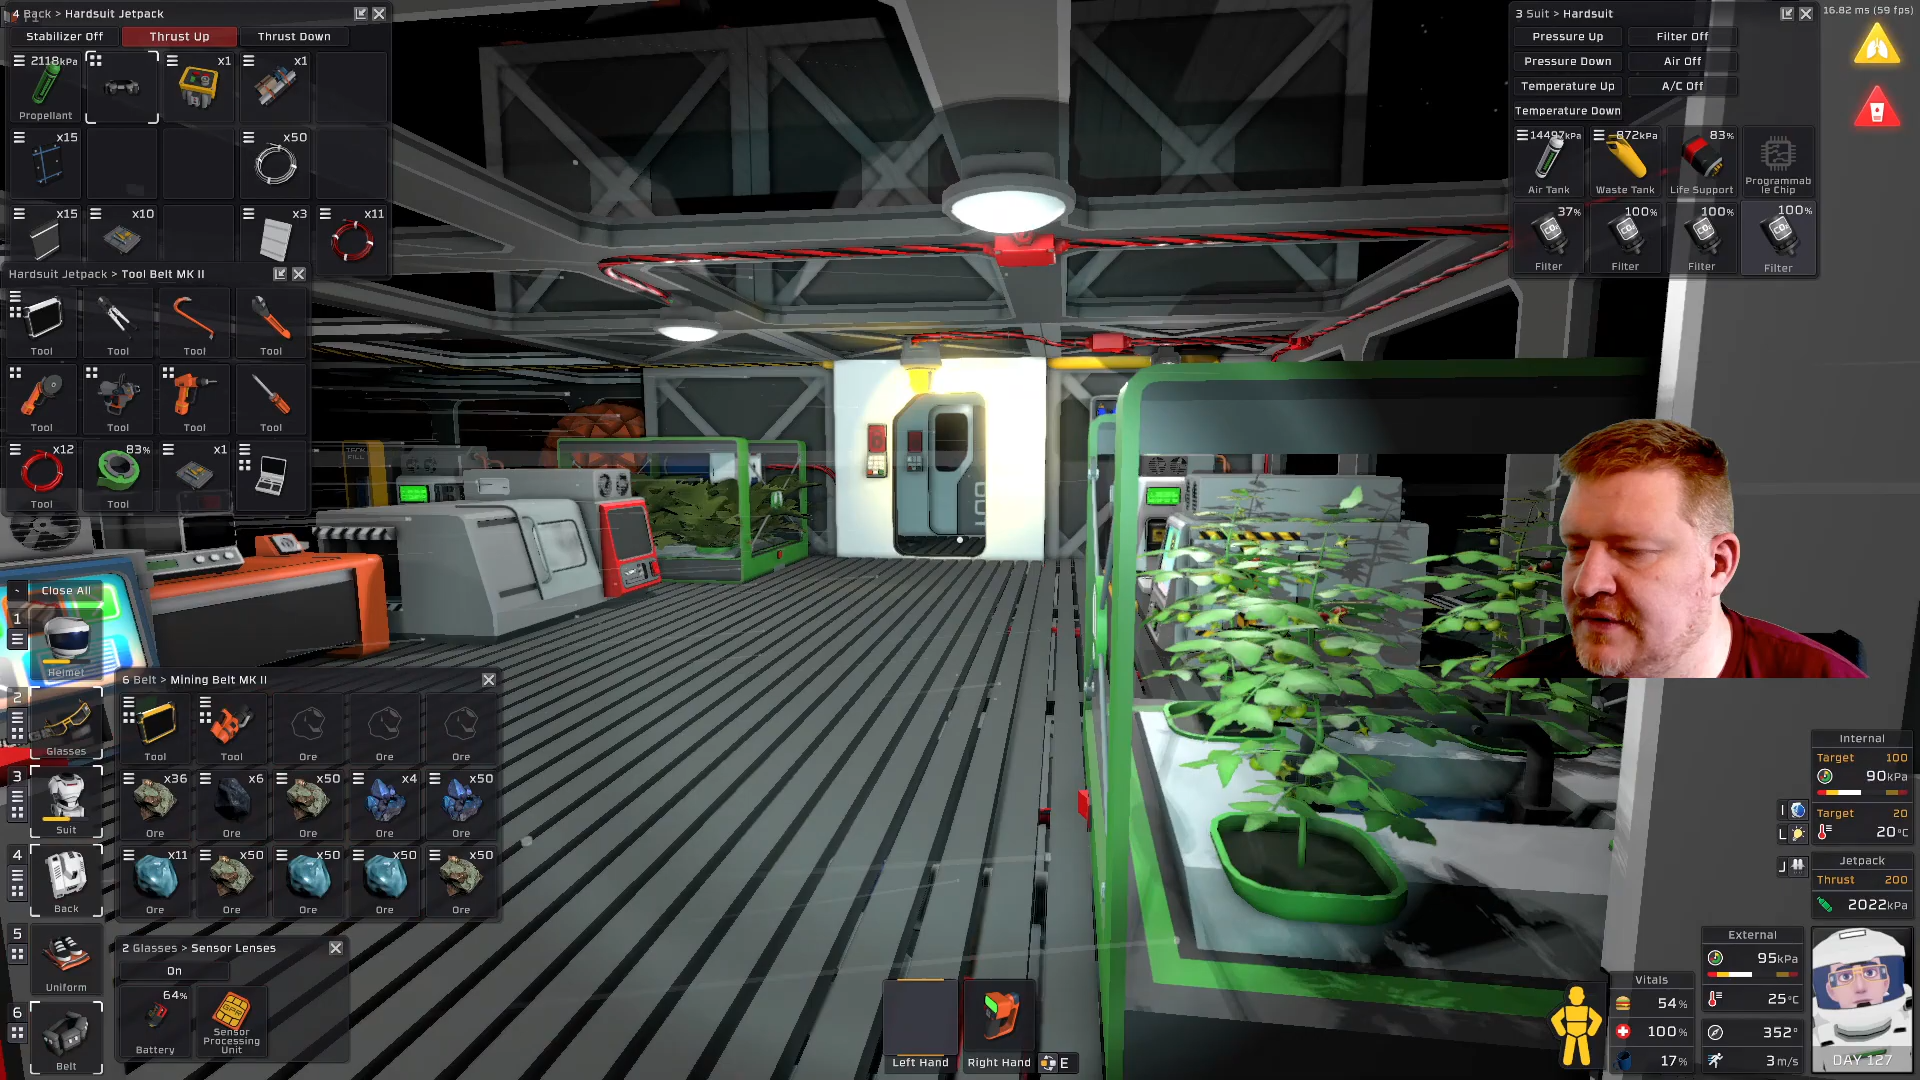 4 Back > Hardsuit Jetpack
Stabilizer Off
Thrust Up
Thrust Down
2118kPa
x1
x1
Propellant
x15
x50
x15
x10
x3
x11
Hardsuit Jetpack > Tool Belt MK II
Tool
Tool
Tool
Tool
Tool
Tool
Tool
Tool
x12
83%
x1
Tool
Tool
Tool
Close All
1
Helmet
2
Glasses
3
Suit
4
Back
5
Uniform
6
Belt
6 Belt > Mining Belt MK II
Tool
Tool
Ore
Ore
Ore
x36
x6
x50
x4
x50
Ore
Ore
Ore
Ore
Ore
x11
x50
x50
x50
x50
Ore
Ore
Ore
Ore
Ore
2 Glasses > Sensor Lenses
On
64%
Battery
Sensor
Processing
Unit
Left Hand
Right Hand
E
3 Suit > Hardsuit
Pressure Up
Filter Off
Pressure Down
Air Off
Temperature Up
A/C Off
Temperature Down
14497kPa
872kPa
83%
Air Tank
Waste Tank
Life Support
Programmab
le Chip
37%
100%
100%
100%
Filter
Filter
Filter
Filter
16.82 ms (59 fps)
OUT
Internal
Target 100
90kPa
I
Target 20
L
20°C
J
Jetpack
Thrust 200
2022kPa
External
95kPa
25°C
352°
3m/s
Vitals
54%
100%
17%
DAY 127